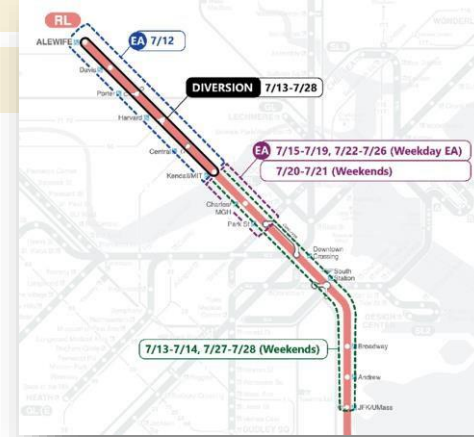 RL
ALEWIFE
EA 7/12
Davis
Porter
DIVERSION 7/13-7/28
Harvard
Central
EA 7/15-7/19, 7/22-7/26 (Weekday EA)
7/20-7/21 (Weekends)
Kendall/MIT
Charles/
MGH
Park St
Downtown
Crossing
South
Station
7/13-7/14, 7/27-7/28 (Weekends)
Broadway
Andrew
JFK/UMass